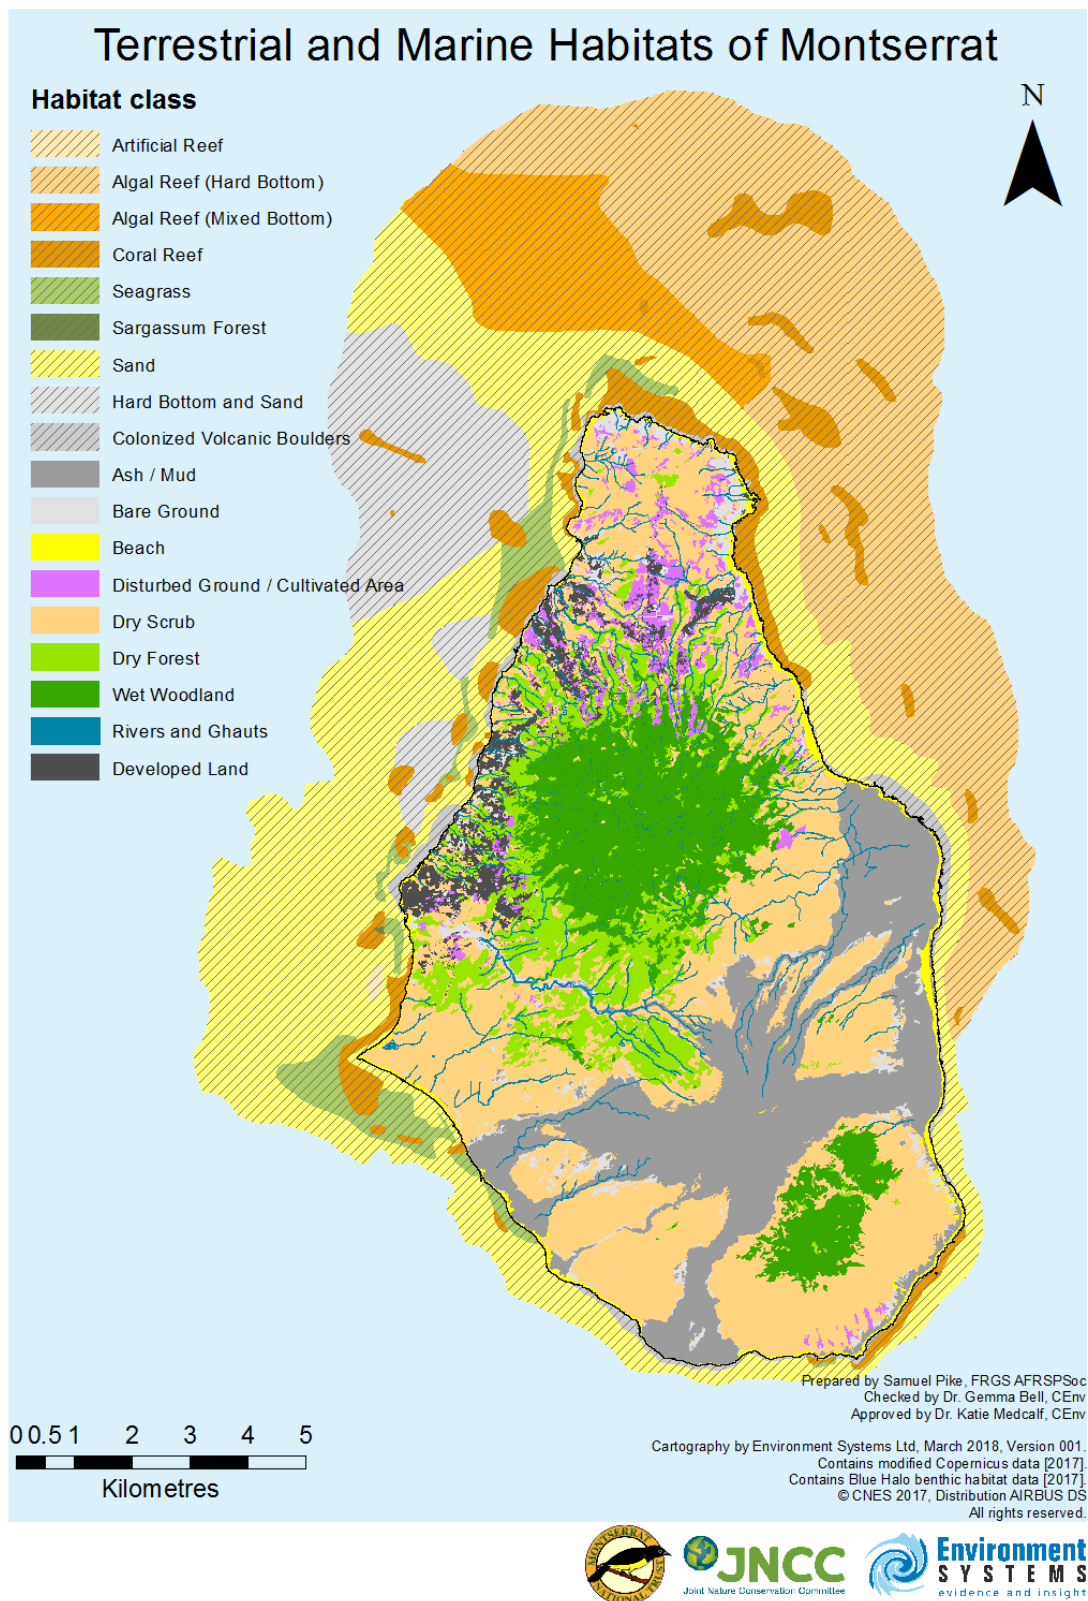 Terrestrial and Marine Habitats of Montserrat
Habitat class
N
Artificial Reef
Algal Reef (Hard Bottom)
Algal Reef (Mixed Bottom)
Coral Reef
Seagrass
Sargassum Forest
Sand
Hard Bottom and Sand
Colonized Volcanic Boulders
Ash / Mud
Bare Ground
Beach
Disturbed Ground / Cultivated Area
Dry Scrub
Dry Forest
Wet Woodland
Rivers and Ghauts
Developed Land
Prepared by Samuel Pike, FRGS AFRSPSoc
Checked by Dr. Gemma Bell, CEnv
Approved by Dr. Katie Medcalf, CEnv
0 0.5 1 2 3 4 5
Kilometres
Cartography by Environment Systems Ltd, March 2018, Version 001.
Contains modified Copernicus data [2017].
Contains Blue Halo benthic habitat data [2017].
© CNES 2017, Distribution AIRBUS DS
All rights reserved.
MONTSERRAT
NATIONAL TRUST
JNCC
Joint Nature Conservation Committee
Environment
SYSTEMS
evidence and insight